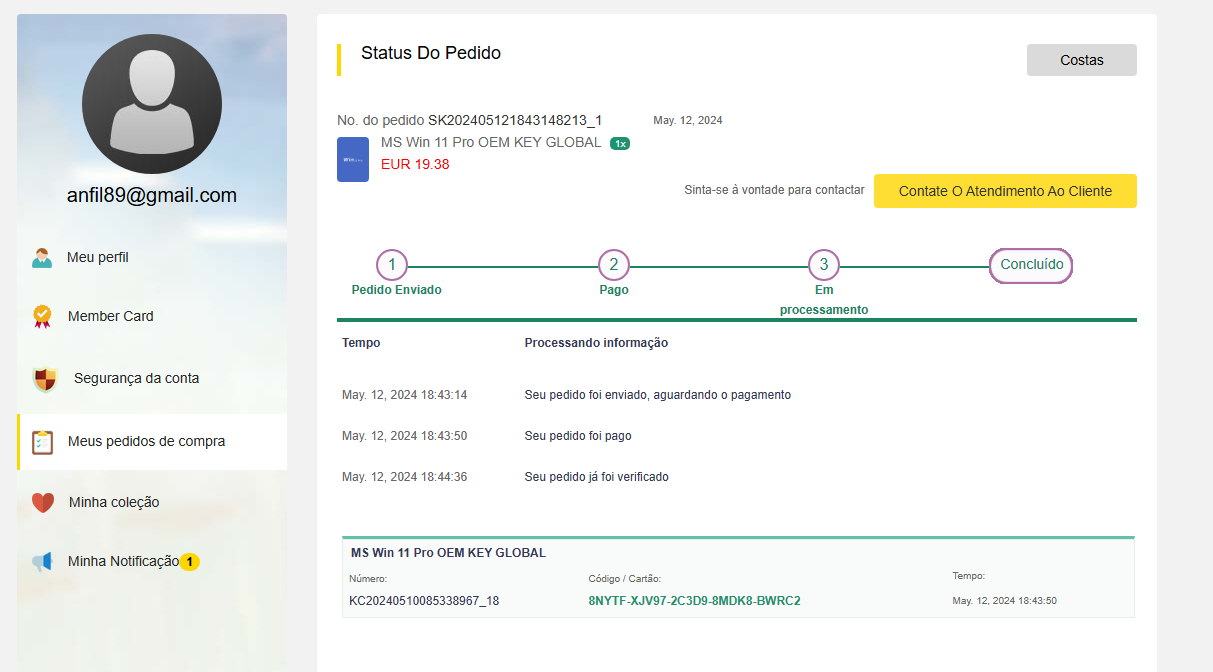 anfil89@gmail.com
Meu perfil
Member Card
Segurança da conta
Meus pedidos de compra
Minha coleção
Minha Notificação 1
Status Do Pedido
Costas
No. do pedido SK202405121843148213_1 May. 12, 2024
MS Win 11 Pro OEM KEY GLOBAL 1x
Win
EUR 19.38
Sinta-se à vontade para contactar Contate O Atendimento Ao Cliente
1 2 3 Concluído
Pedido Enviado Pago Em
processamento
Tempo Processando informação
May. 12, 2024 18:43:14 Seu pedido foi enviado, aguardando o pagamento
May. 12, 2024 18:43:50 Seu pedido foi pago
May. 12, 2024 18:44:36 Seu pedido já foi verificado
MS Win 11 Pro OEM KEY GLOBAL
Número: Código / Cartão: Tempo:
KC20240510085338967_18 8NYTF-XJV97-2C3D9-8MDK8-BWRC2 May. 12, 2024 18:43:50